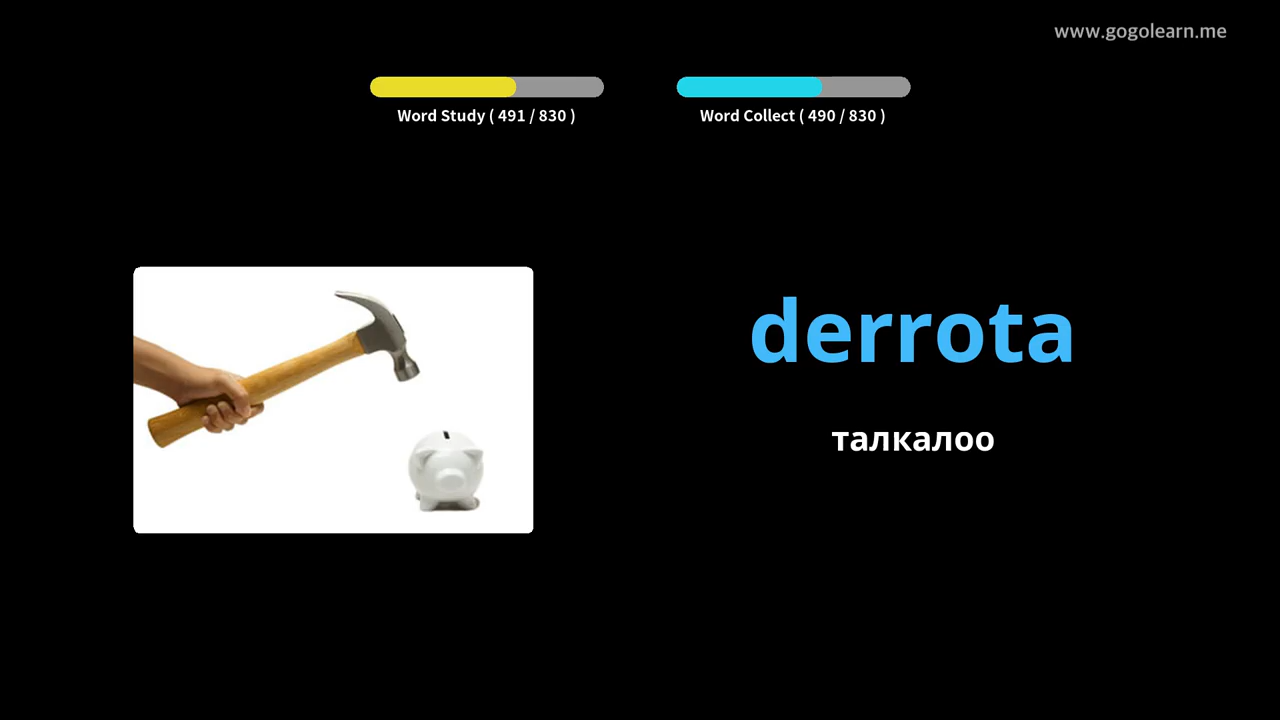 www.gogolearn.me
Word Study ( 491 / 830 )
Word Collect ( 490 / 830 )
derrota
талкалоо